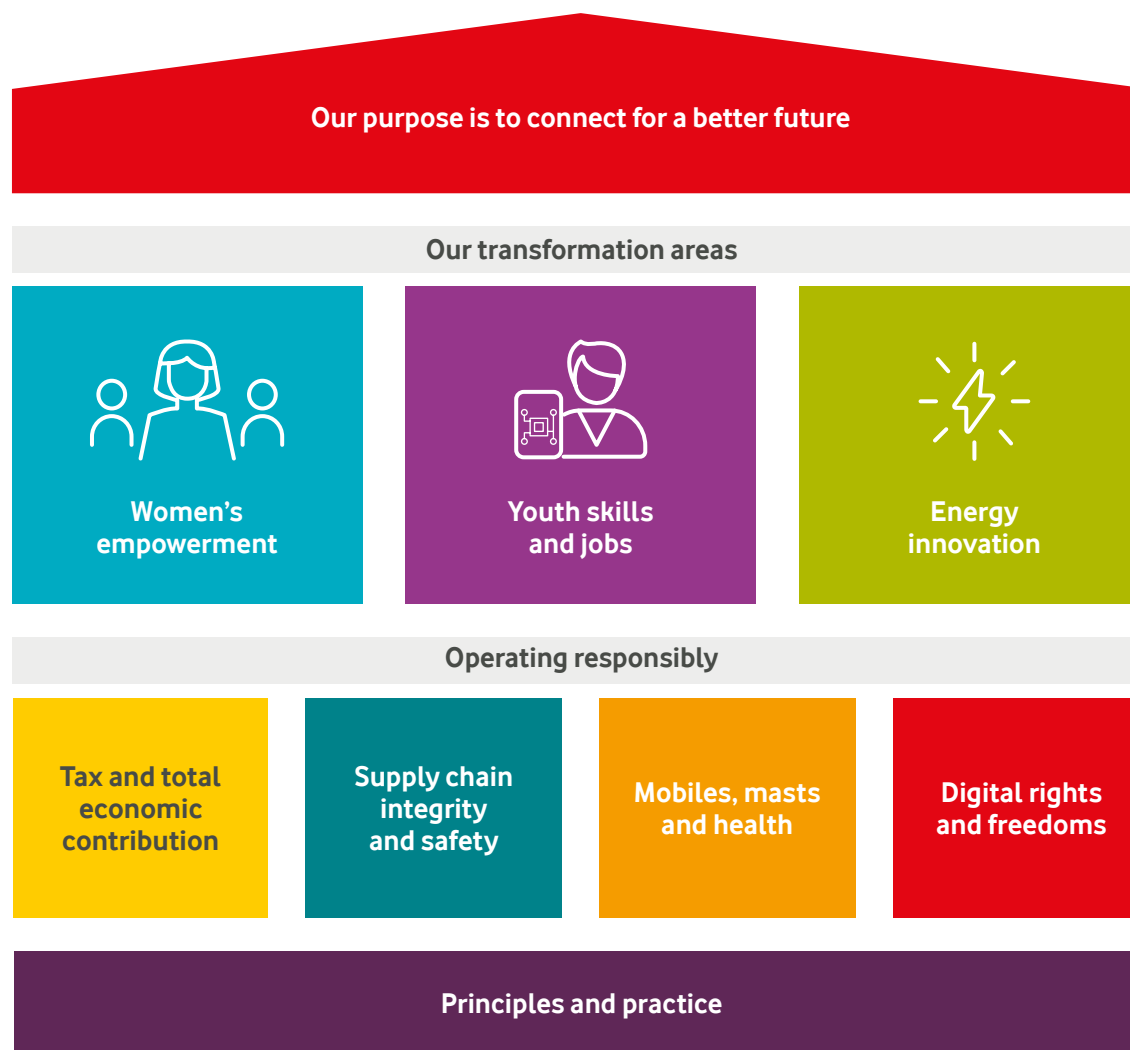 Our purpose is to connect for a better future
Our transformation areas
Women’s
empowerment
Youth skills
and jobs
Energy
innovation
Operating responsibly
Tax and total
economic
contribution
Supply chain
integrity
and safety
Mobiles, masts
and health
Digital rights
and freedoms
Principles and practice